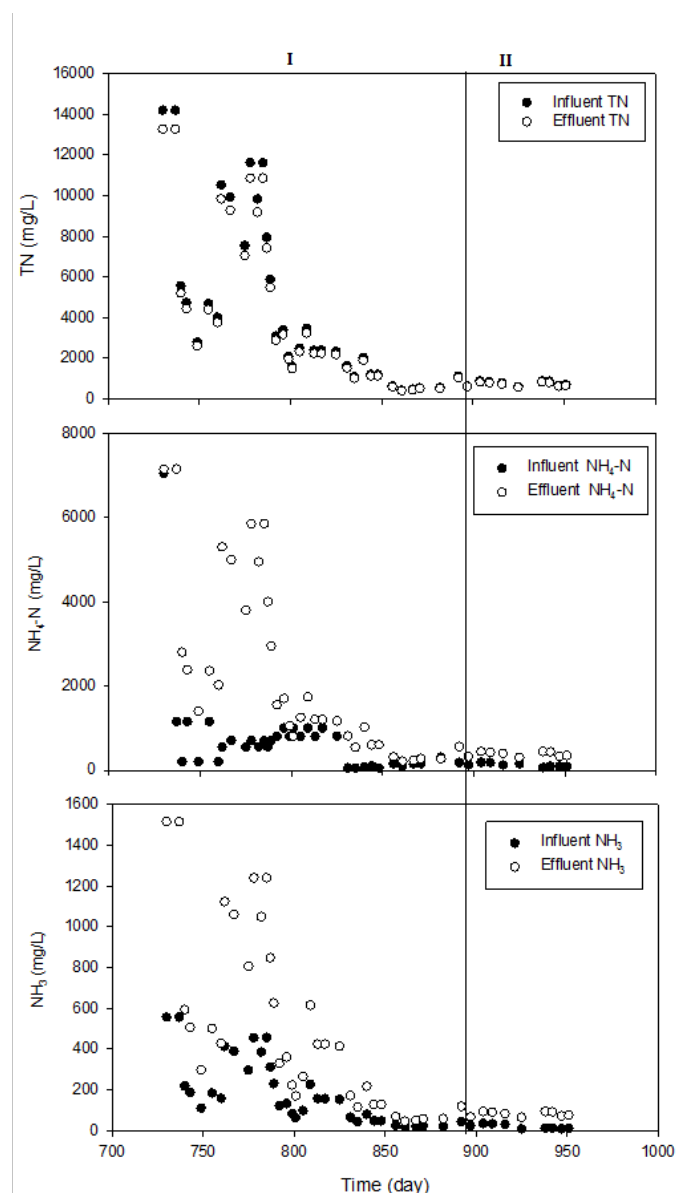 I II
16000
14000
12000
10000
8000
6000
4000
2000
0
TN (mg/L)
Influent TN
Effluent TN
8000
6000
4000
2000
0
NH₄-N (mg/L)
Influent NH₄-N
Effluent NH₄-N
1600
1400
1200
1000
800
600
400
200
0
NH₃ (mg/L)
Influent NH₃
Effluent NH₃
700 750 800 850 900 950 1000
Time (day)